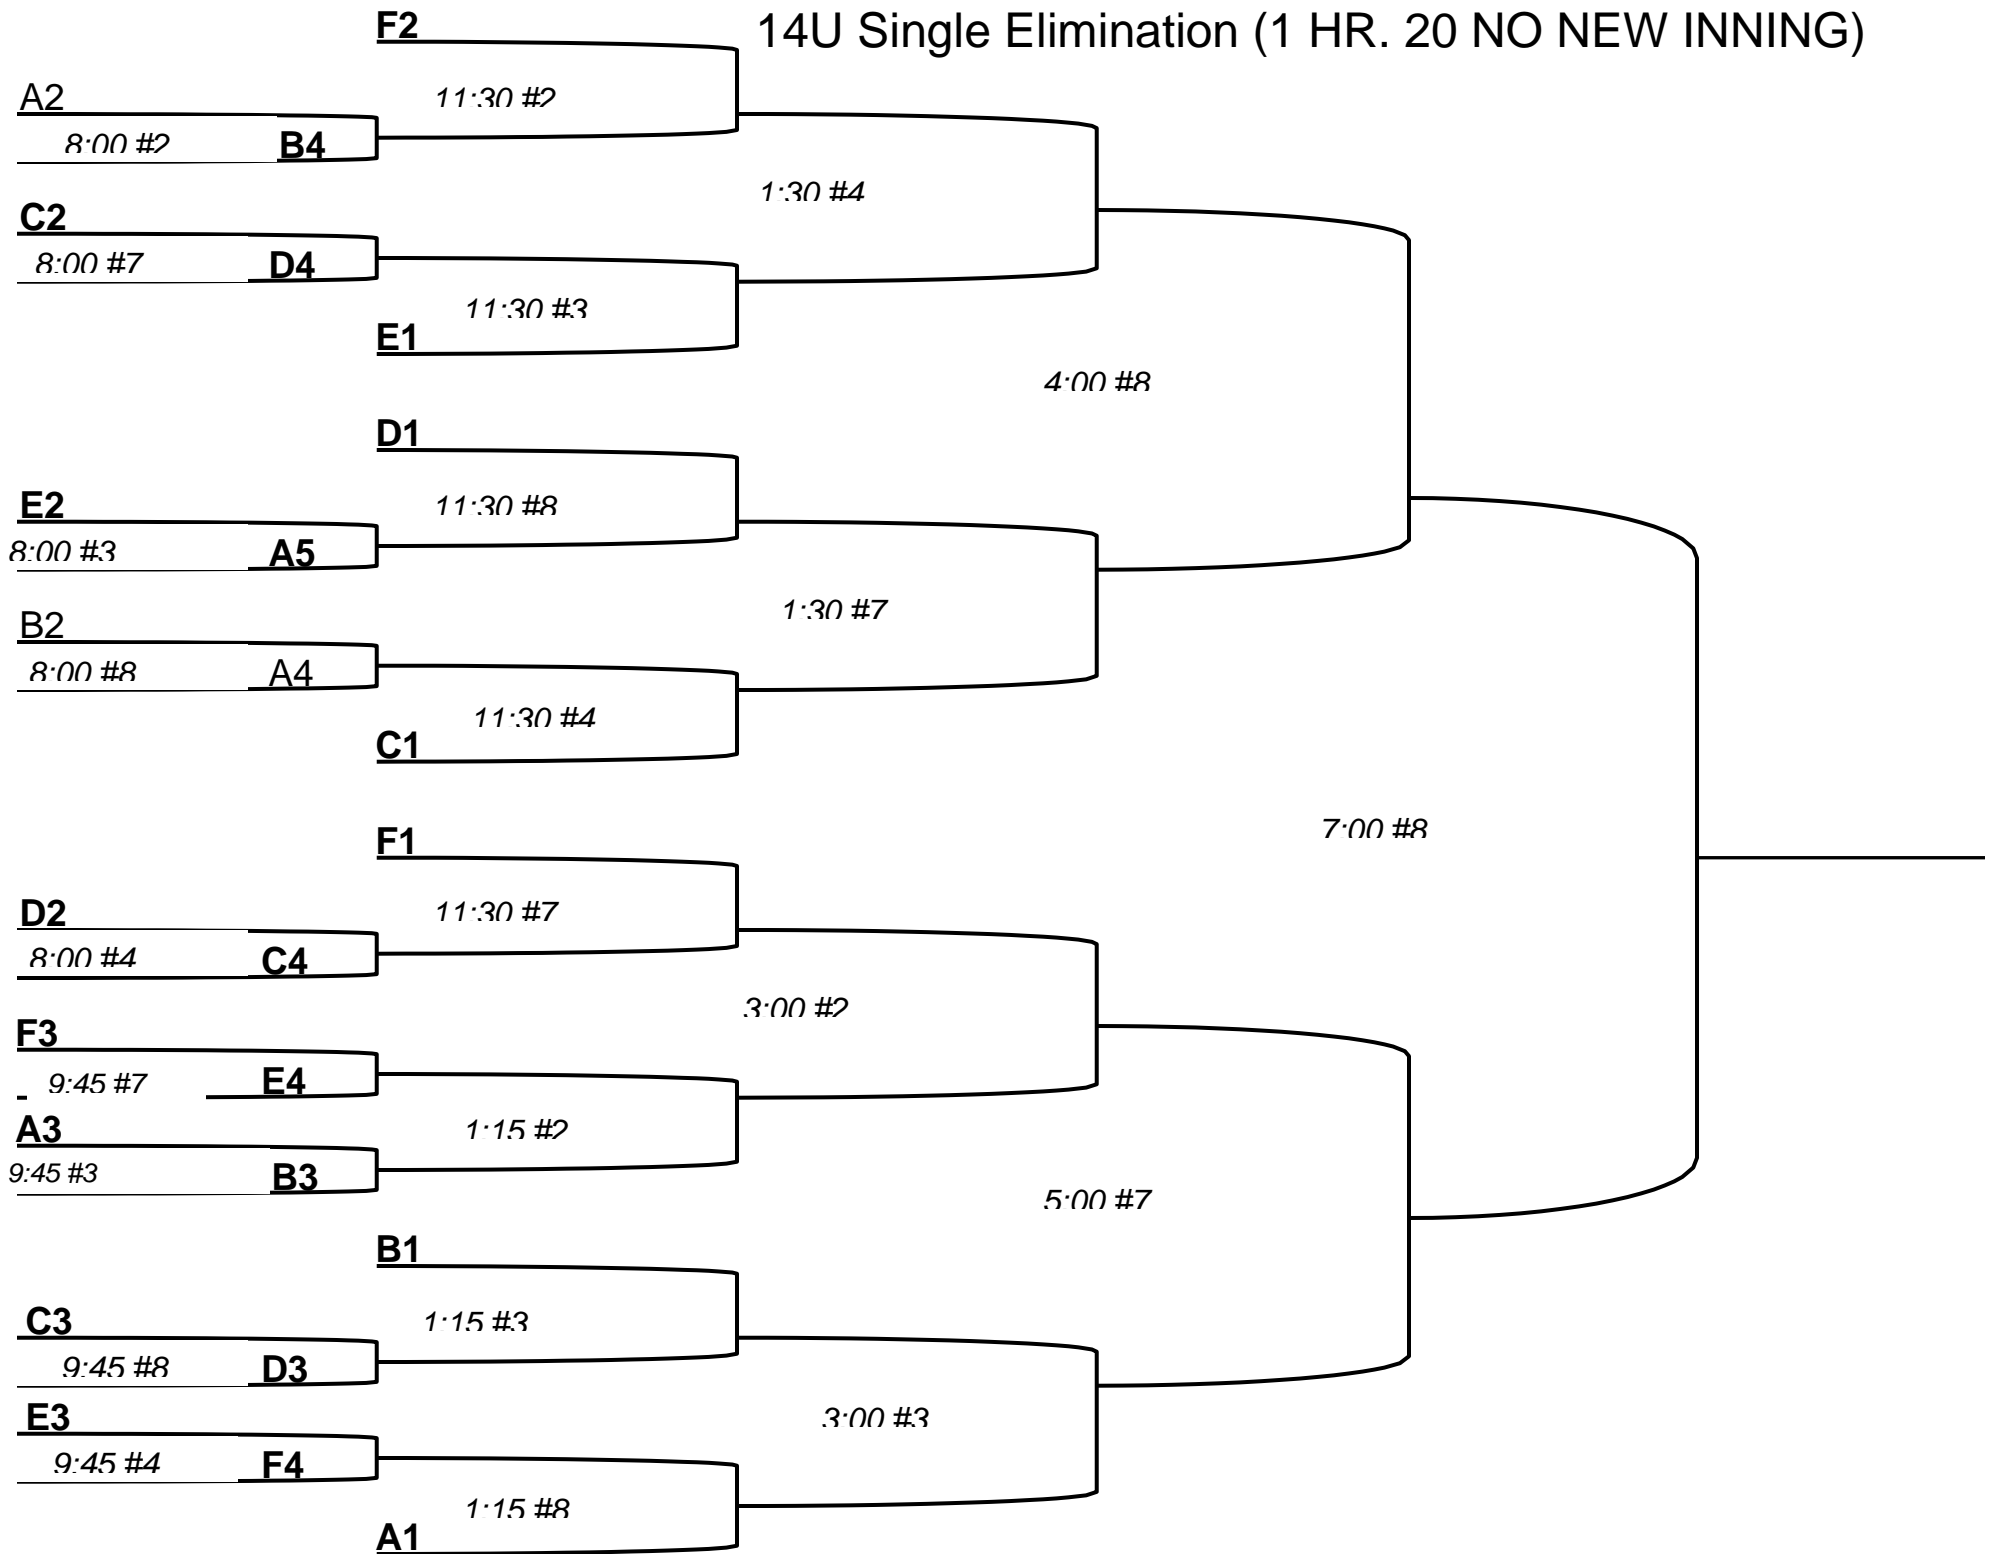 F2
14U Single Elimination (1 HR. 20 NO NEW INNING)
A2
11:30 #2
8:00 #2
B4
1:30 #4
C2
8:00 #7
D4
11:30 #3
E1
4:00 #8
D1
E2
11:30 #8
8:00 #3
A5
1:30 #7
B2
8:00 #8
A4
11:30 #4
C1
7:00 #8
F1
D2
11:30 #7
8:00 #4
C4
3:00 #2
F3
9:45 #7
E4
A3
1:15 #2
9:45 #3
B3
5:00 #7
B1
C3
1:15 #3
9:45 #8
D3
E3
3:00 #3
9:45 #4
F4
1:15 #8
A1